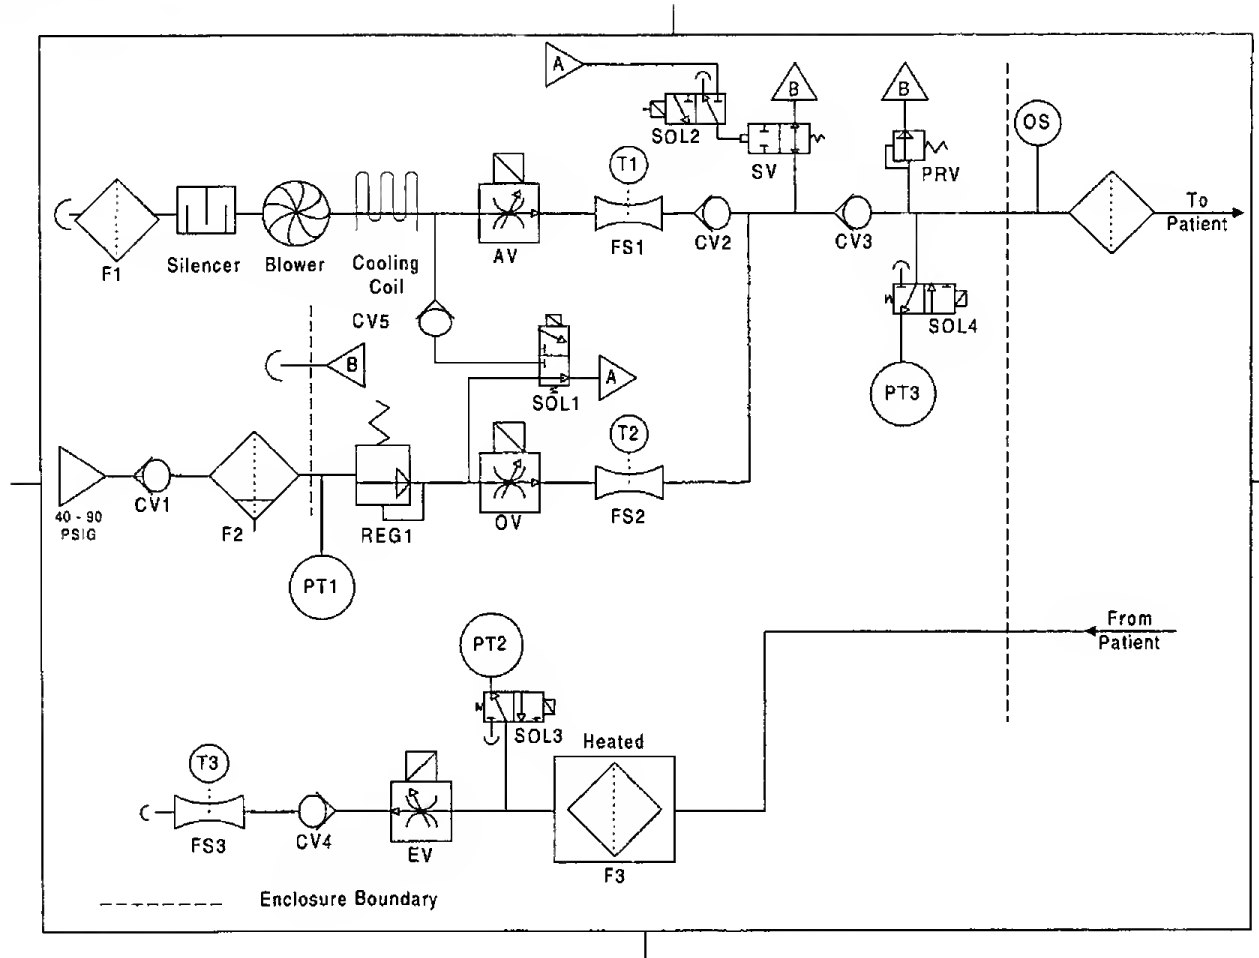 A
SOL2
B
SV
B
PRV
OS
T1
F1
Silencer
Blower
Cooling
Coil
AV
FS1
CV2
CV3
To
Patient
CV5
B
SOL1
A
SOL4
PT3
T2
40 - 90
PSIG
CV1
F2
REG1
OV
FS2
PT1
From
Patient
PT2
SOL3
Heated
T3
FS3
CV4
EV
F3
Enclosure Boundary